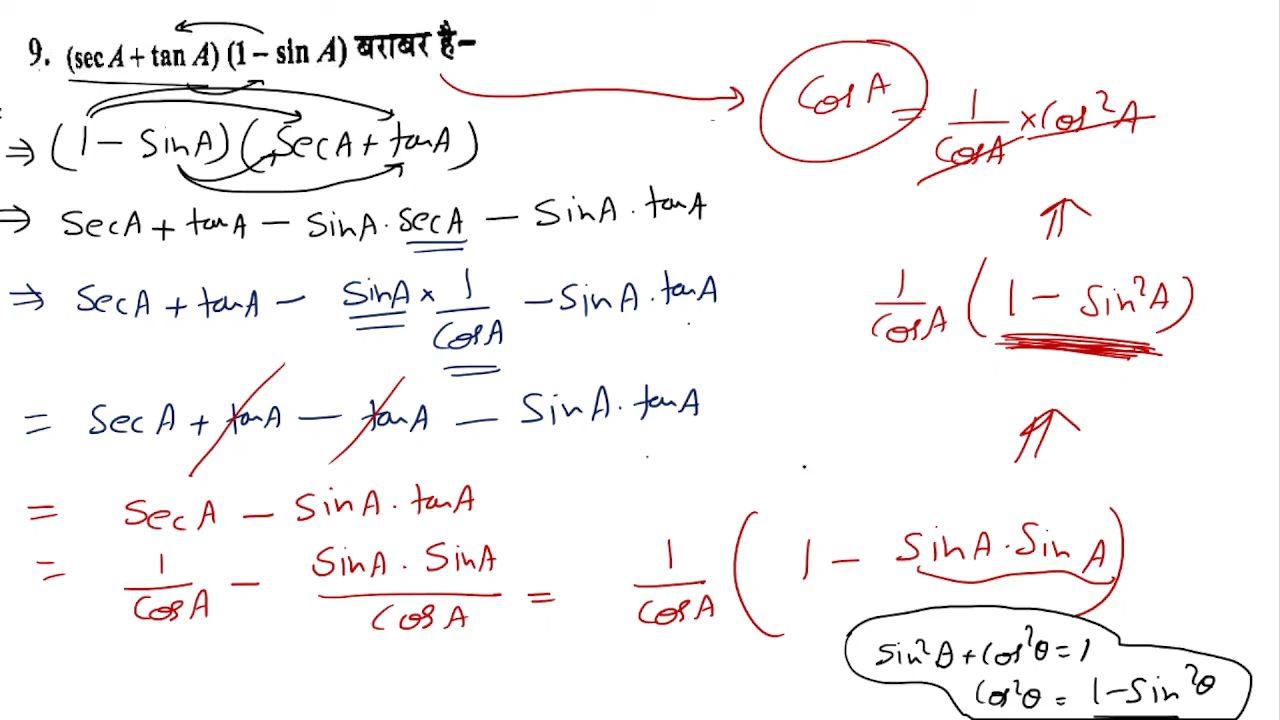 9. (sec A + tan A) (1 – sin A) बराबर है–
⇒ (1 – SinA) (SecA + tanA)
⇒ SecA + tanA – SinA · SecA – SinA · tanA
⇒ SecA + tanA – SinA × 1/CosA – SinA · tanA
= SecA + tanA – tanA – SinA · tanA
= SecA – SinA · tanA
= 1/CosA – SinA · SinA/CosA = 1/CosA (1 – SinA · SinA)
⇑
1/CosA (1 – Sin²A)
⇑
CosA = 1/CosA × Cos²A
Sin²θ + Cos²θ = 1
Cos²θ = 1 – Sin²θ